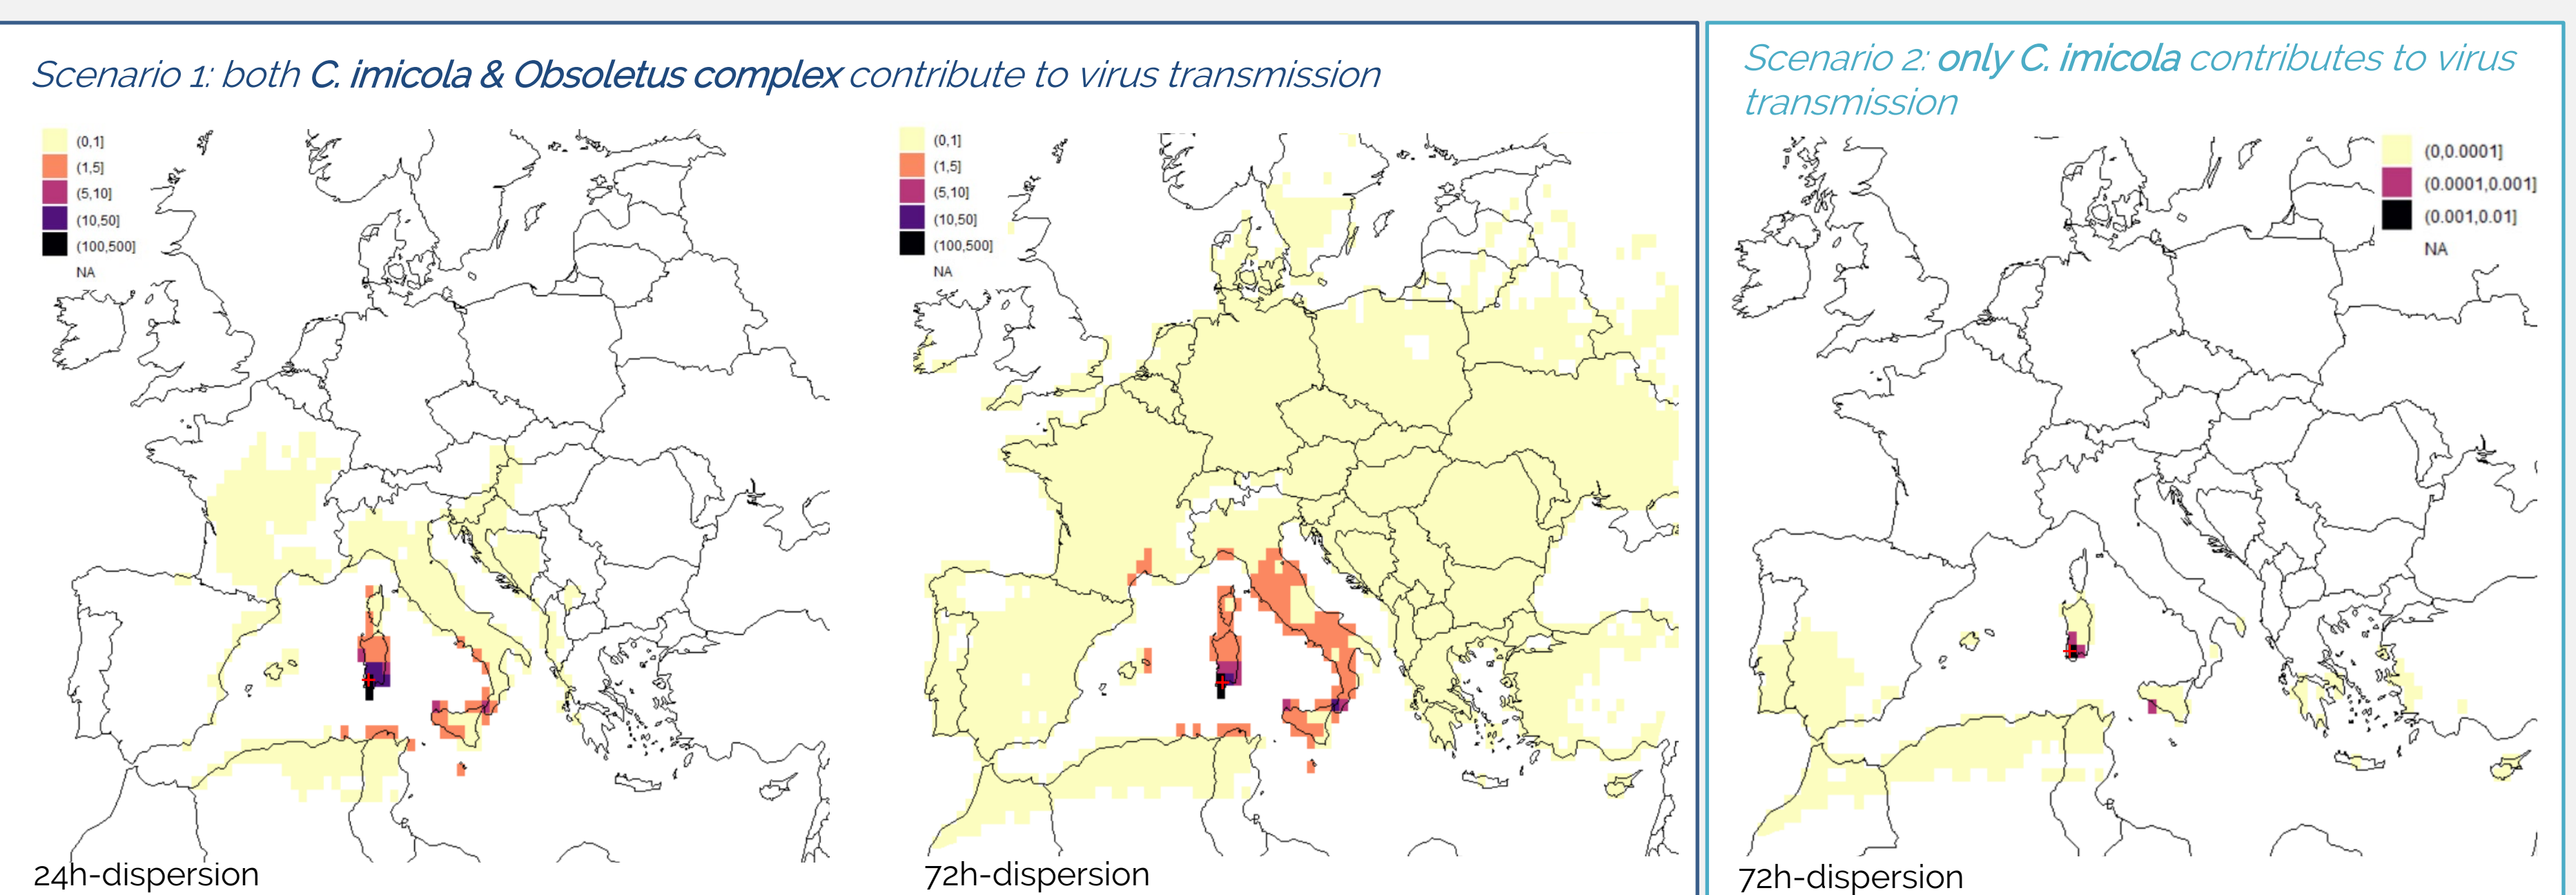 Scenario 1: both C. imicola & Obsoletus complex contribute to virus transmission
(0,1]
(1,5]
(5,10]
(10,50]
(100,500]
NA
24h-dispersion
(0,1]
(1,5]
(5,10]
(10,50]
(100,500]
NA
72h-dispersion
Scenario 2: only C. imicola contributes to virus
transmission
(0,0.0001]
(0.0001,0.001]
(0.001,0.01]
NA
72h-dispersion